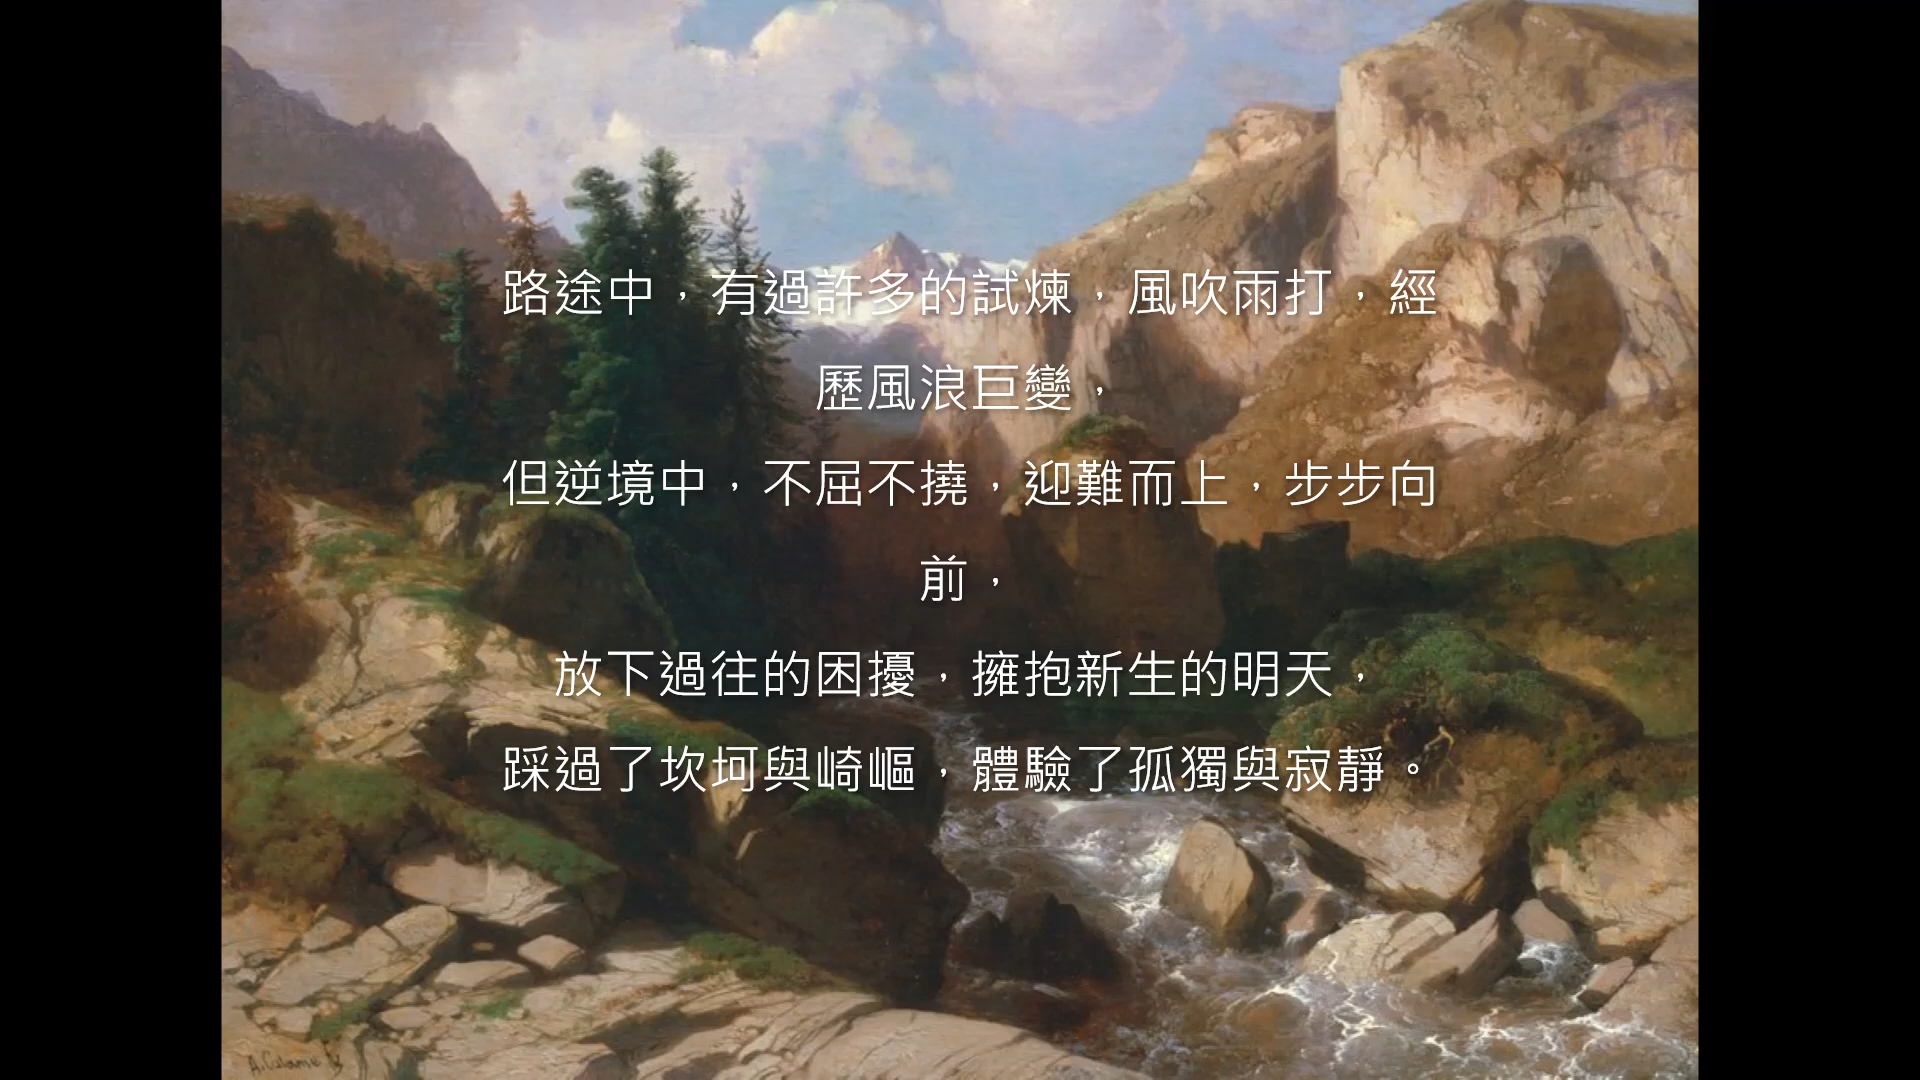 路途中，有過許多的試煉，風吹雨打，經
歷風浪巨變，
但逆境中，不屈不撓，迎難而上，步步向
前，
放下過往的困擾，擁抱新生的明天，
踩過了坎坷與崎嶇，體驗了孤獨與寂靜。
A. Calame